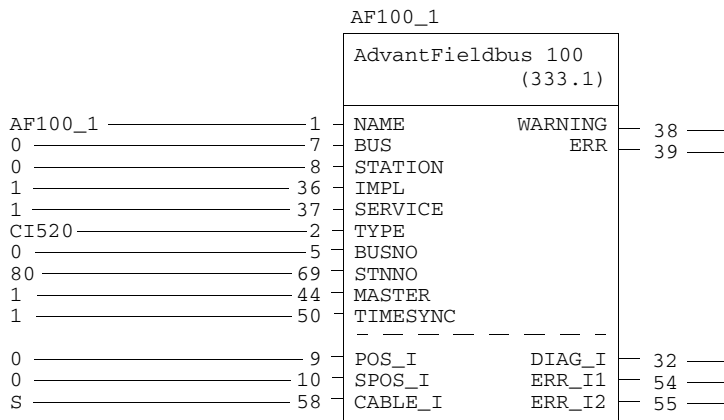 AF100_1
AdvantFieldbus 100
(333.1)
AF100_1 1 NAME WARNING 38
0 7 BUS ERR 39
0 8 STATION
1 36 IMPL
1 37 SERVICE
CI520 2 TYPE
0 5 BUSNO
80 69 STNNO
1 44 MASTER
1 50 TIMESYNC
0 9 POS_I DIAG_I 32
0 10 SPOS_I ERR_I1 54
S 58 CABLE_I ERR_I2 55